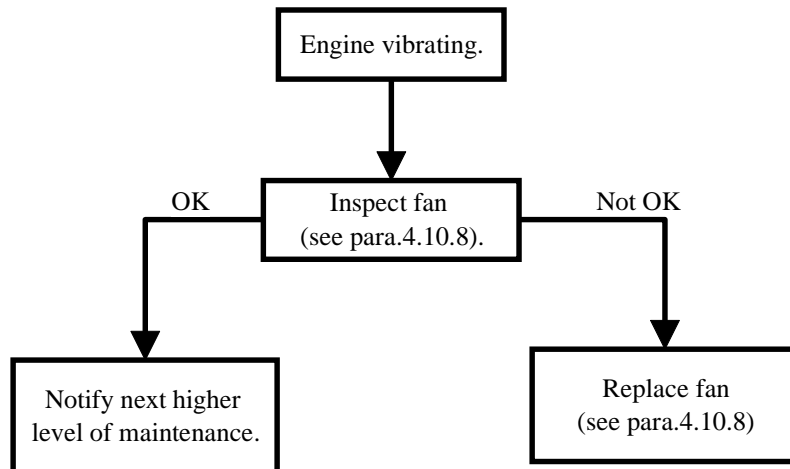 Engine vibrating.
OK
Inspect fan
(see para.4.10.8).
Not OK
Notify next higher
level of maintenance.
Replace fan
(see para.4.10.8)